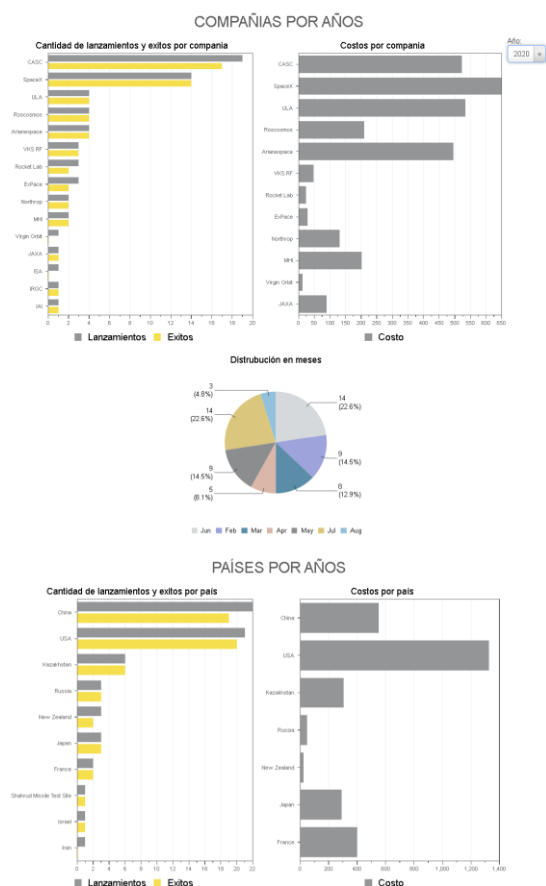 COMPAÑIAS POR AÑOS
Año:
2020
Cantidad de lanzamientos y exitos por compania
CASC
SpaceX
ULA
Roscosmos
Arianespace
VKS RF
Rocket Lab
ExPace
Northrop
MHI
Virgin Orbit
JAXA
ISA
IRGC
IAI
0 2 4 6 8 10 12 14 16 18 20
Lanzamientos Exitos
Costos por compania
CASC
SpaceX
ULA
Roscosmos
Arianespace
VKS RF
Rocket Lab
ExPace
Northrop
MHI
Virgin Orbit
JAXA
0 50 100 150 200 250 300 350 400 450 500 550 600 650
Costo
Distrubución en meses
3
(4.8%)
14
(22.6%)
14
(22.6%)
9
(14.5%)
9
(14.5%)
5
(8.1%)
8
(12.9%)
Jun Feb Mar Apr May Jul Aug
PAÍSES POR AÑOS
Cantidad de lanzamientos y exitos por país
China
USA
Kazakhstan
Russia
New Zealand
Japan
France
Shahrud Missile Test Site
Israel
Iran
0 2 4 6 8 10 12 14 16 18 20 22
Lanzamientos Exitos
Costos por país
China
USA
Kazakhstan
Russia
New Zealand
Japan
France
0 200 400 600 800 1,000 1,200 1,400
Costo